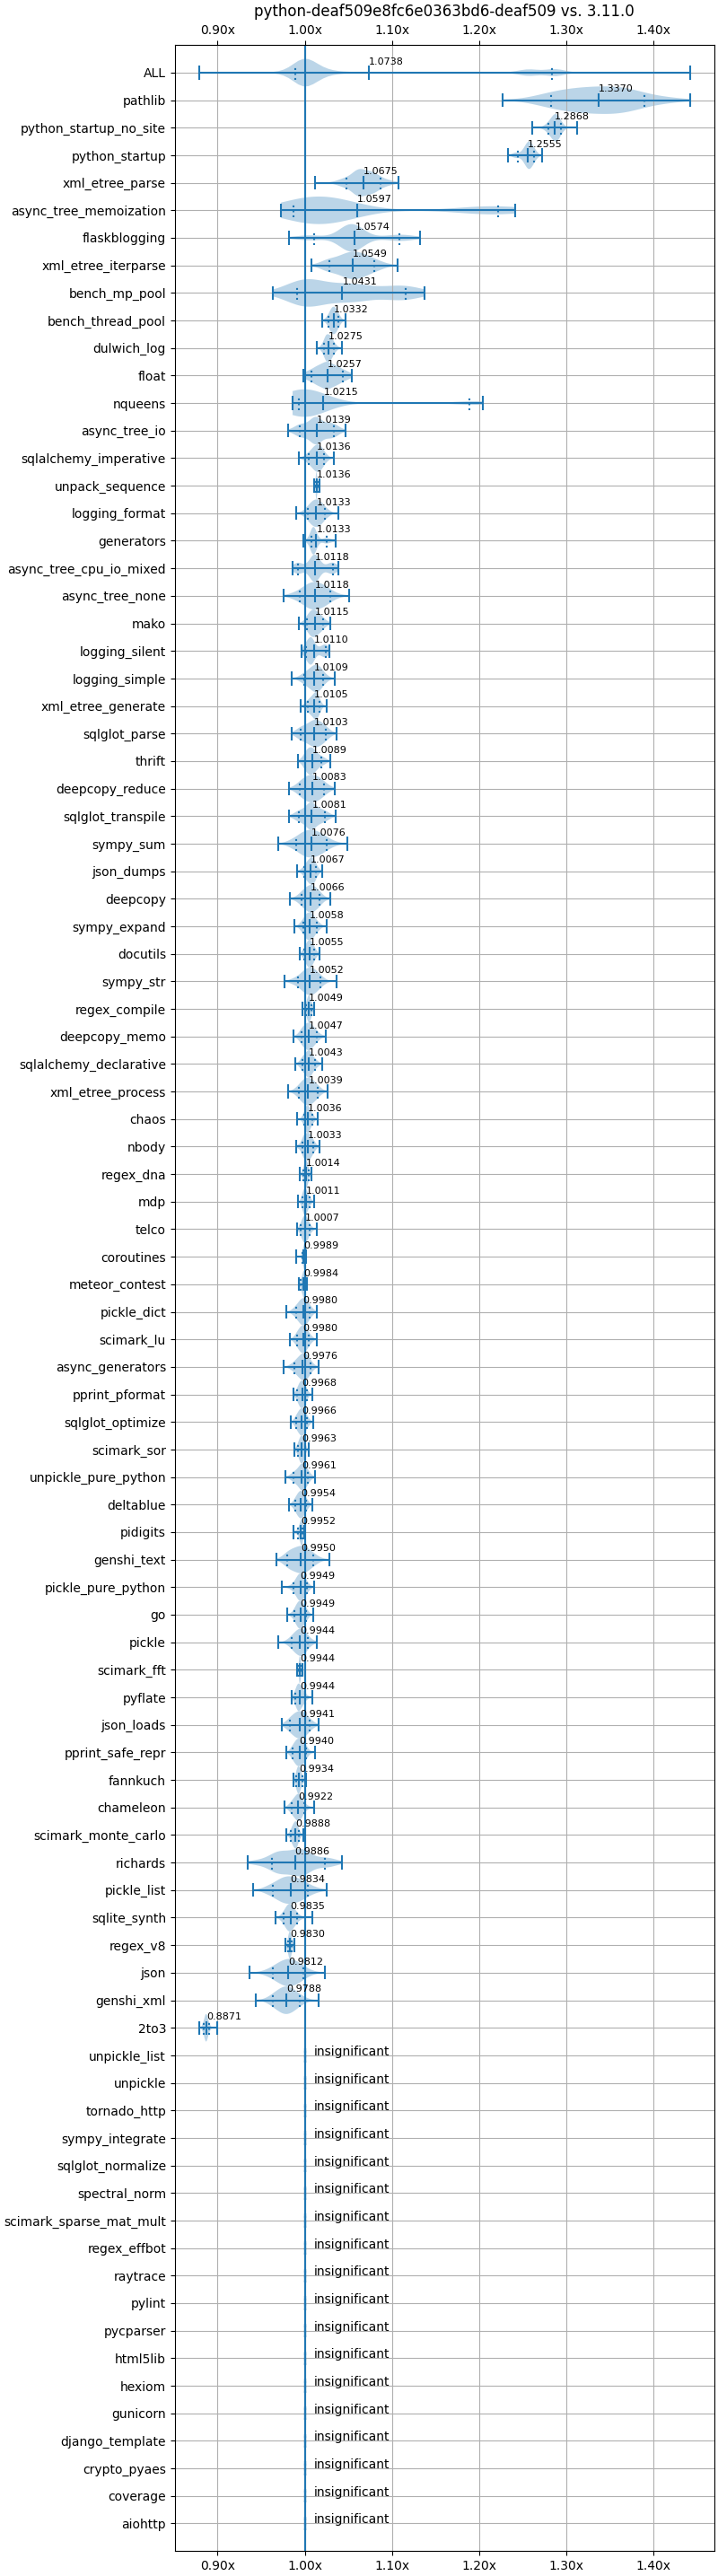 python-deaf509e8fc6e0363bd6-deaf509 vs. 3.11.0
0.90x 1.00x 1.10x 1.20x 1.30x 1.40x
ALL 1.0738
pathlib 1.3370
python_startup_no_site 1.2868
python_startup 1.2555
xml_etree_parse 1.0675
async_tree_memoization 1.0597
flaskblogging 1.0574
xml_etree_iterparse 1.0549
bench_mp_pool 1.0431
bench_thread_pool 1.0332
dulwich_log 1.0275
float 1.0257
nqueens 1.0215
async_tree_io 1.0139
sqlalchemy_imperative 1.0136
unpack_sequence 1.0136
logging_format 1.0133
generators 1.0133
async_tree_cpu_io_mixed 1.0118
async_tree_none 1.0118
mako 1.0115
logging_silent 1.0110
logging_simple 1.0109
xml_etree_generate 1.0105
sqlglot_parse 1.0103
thrift 1.0089
deepcopy_reduce 1.0083
sqlglot_transpile 1.0081
sympy_sum 1.0076
json_dumps 1.0067
deepcopy 1.0066
sympy_expand 1.0058
docutils 1.0055
sympy_str 1.0052
regex_compile 1.0049
deepcopy_memo 1.0047
sqlalchemy_declarative 1.0043
xml_etree_process 1.0039
chaos 1.0036
nbody 1.0033
regex_dna 1.0014
mdp 1.0011
telco 1.0007
coroutines 0.9989
meteor_contest 0.9984
pickle_dict 0.9980
scimark_lu 0.9980
async_generators 0.9976
pprint_pformat 0.9968
sqlglot_optimize 0.9966
scimark_sor 0.9963
unpickle_pure_python 0.9961
deltablue 0.9954
pidigits 0.9952
genshi_text 0.9950
pickle_pure_python 0.9949
go 0.9949
pickle 0.9944
scimark_fft 0.9944
pyflate 0.9944
json_loads 0.9941
pprint_safe_repr 0.9940
fannkuch 0.9934
chameleon 0.9922
scimark_monte_carlo 0.9888
richards 0.9886
pickle_list 0.9834
sqlite_synth 0.9835
regex_v8 0.9830
json 0.9812
genshi_xml 0.9788
2to3 0.8871
unpickle_list insignificant
unpickle insignificant
tornado_http insignificant
sympy_integrate insignificant
sqlglot_normalize insignificant
spectral_norm insignificant
scimark_sparse_mat_mult insignificant
regex_effbot insignificant
raytrace insignificant
pylint insignificant
pycparser insignificant
html5lib insignificant
hexiom insignificant
gunicorn insignificant
django_template insignificant
crypto_pyaes insignificant
coverage insignificant
aiohttp insignificant
0.90x 1.00x 1.10x 1.20x 1.30x 1.40x